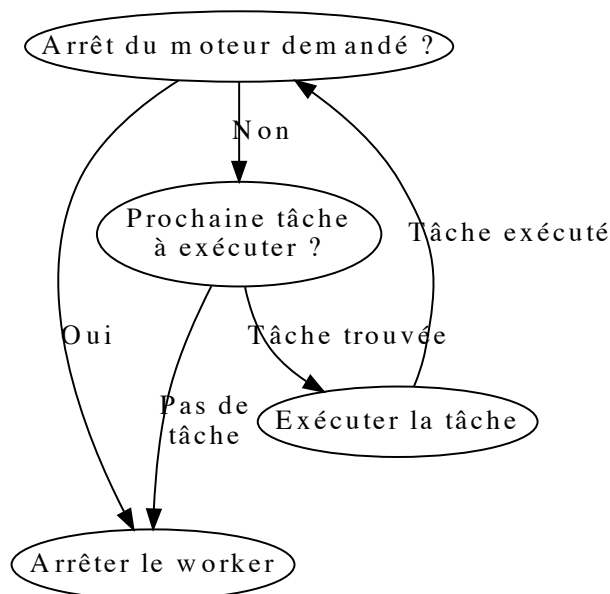 Arrêt du moteur demandé ?
Non
Prochaine tâche
à exécuter ?
Tâche exécuté
Oui
Tâche trouvée
Pas de
tâche
Exécuter la tâche
Arrêter le worker